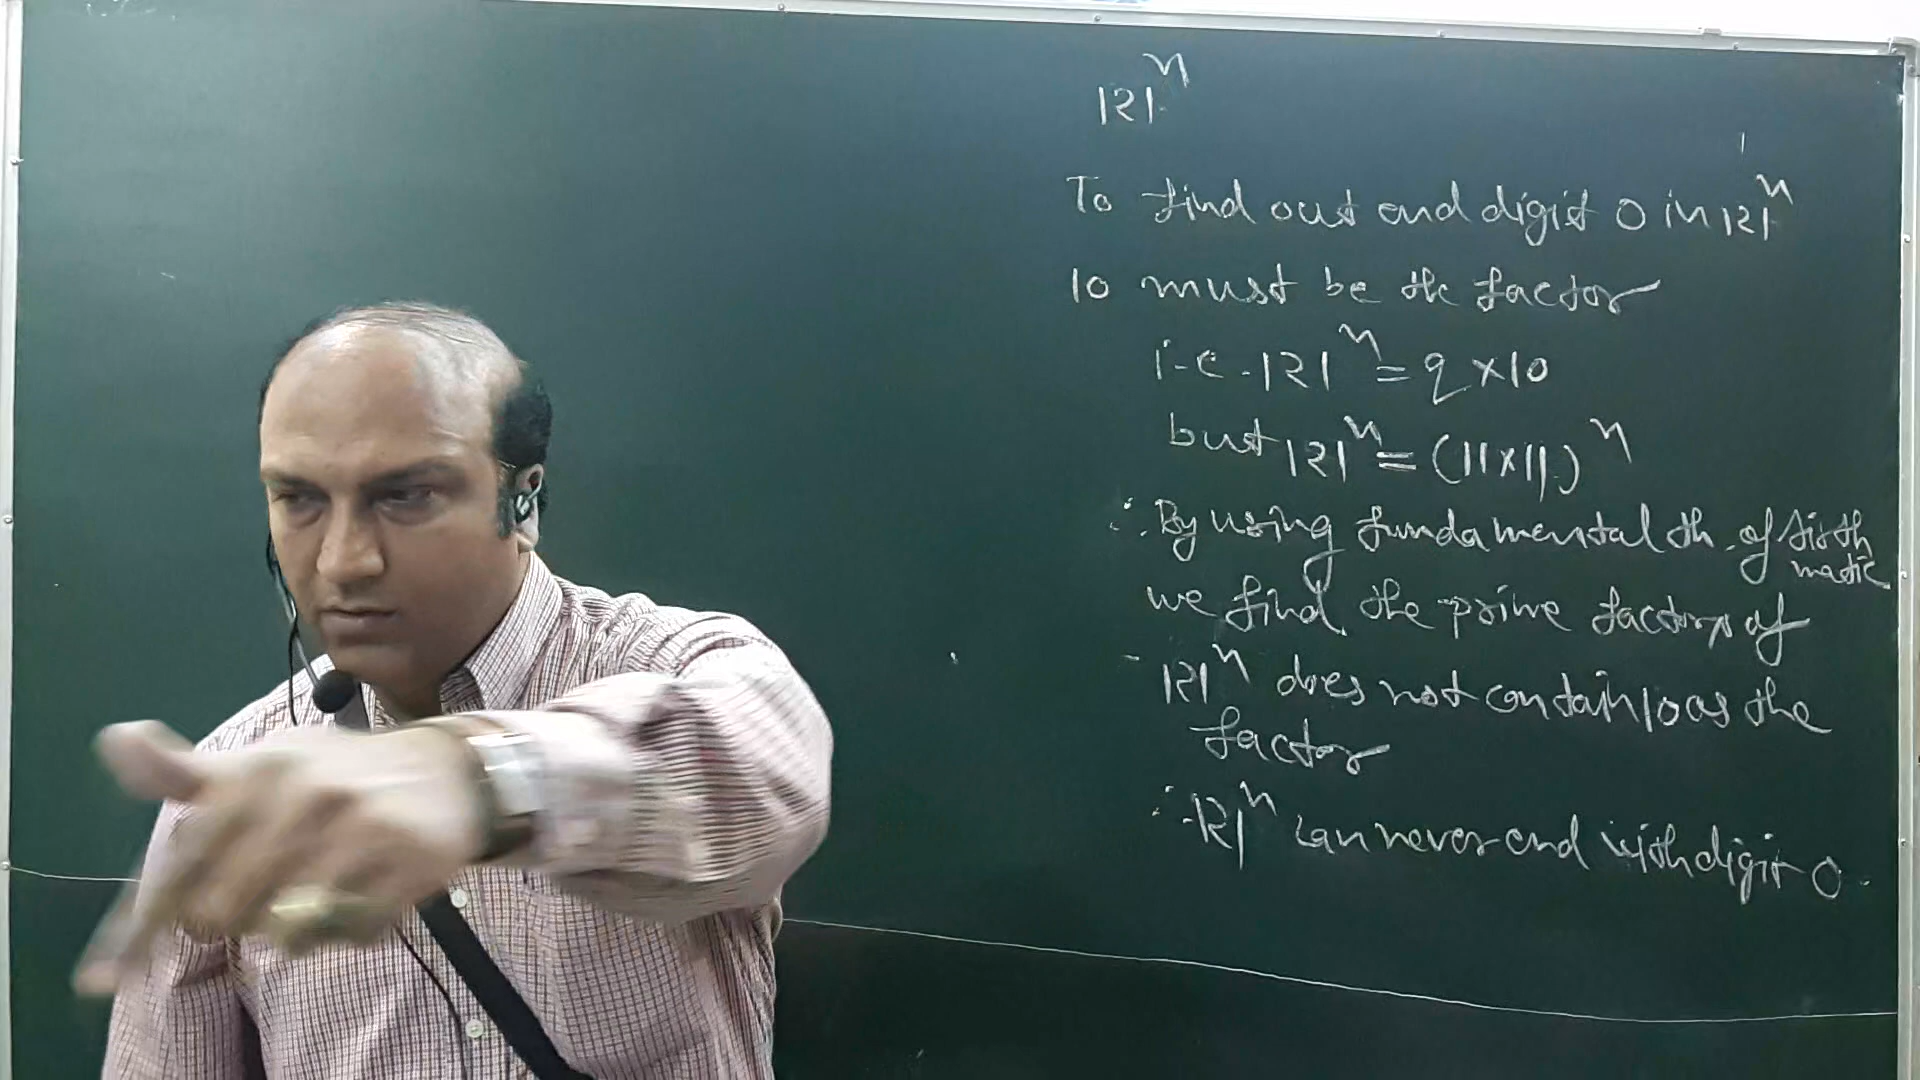 121ⁿ
To find out end digit 0 in 121ⁿ
10 must be the factor
i.e. 121ⁿ = q × 10
but 121ⁿ = (11×11)ⁿ
∴ By using fundamental th. of
matic
we find the prime factors of
121ⁿ does not contain 10 as the
factor
∴ 121ⁿ can never end with digit 0.